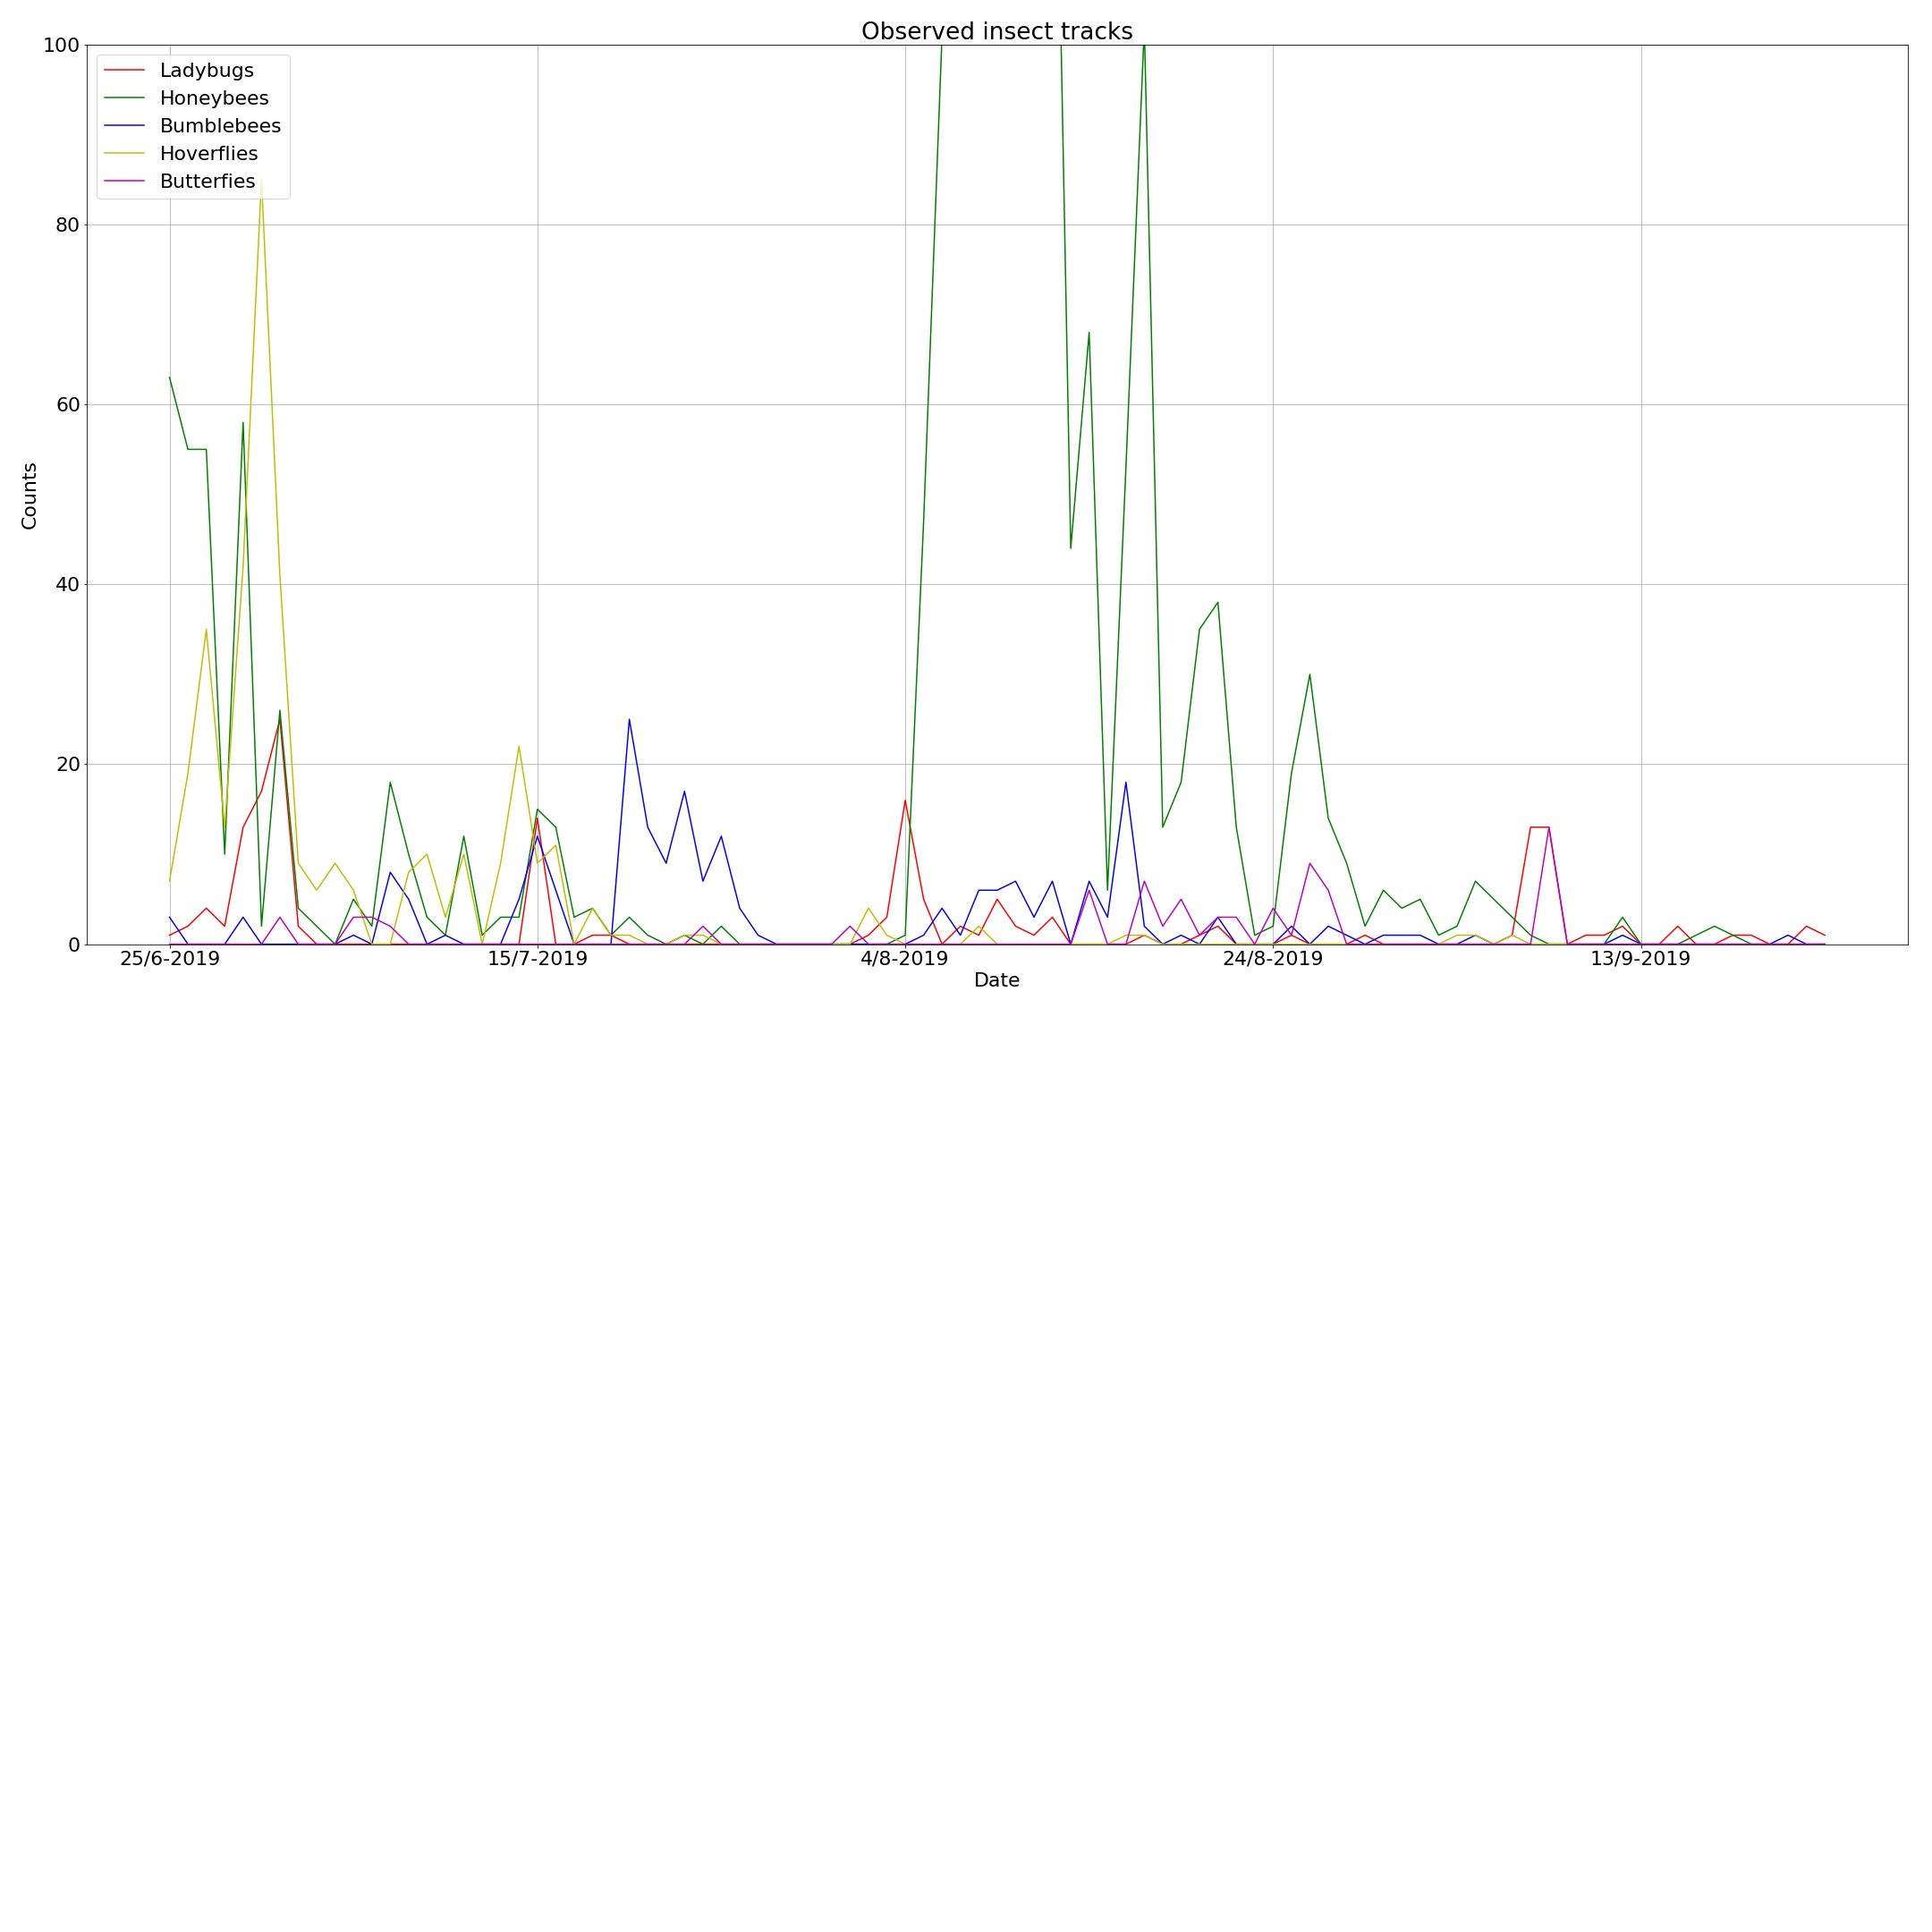 Observed insect tracks
100
80
60
40
20
0
Counts
Ladybugs
Honeybees
Bumblebees
Hoverflies
Butterfies
25/6-2019
15/7-2019
4/8-2019
24/8-2019
13/9-2019
Date